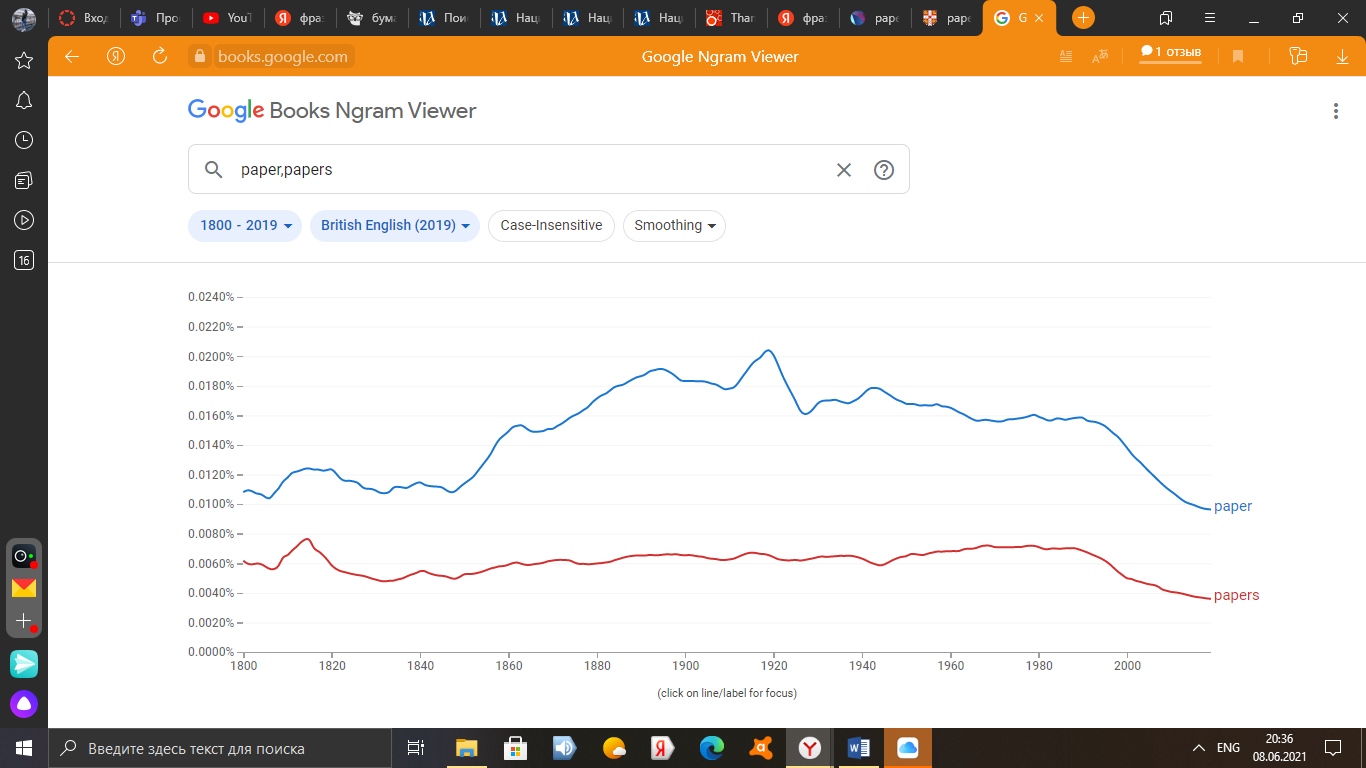 Вход
Про
YouT
фраз
бума
Поис
Наци
Наци
Наци
Than
фраз
pape
pape
G
books.google.com
Google Ngram Viewer
1 отзыв
Google Books Ngram Viewer
paper,papers
1800 - 2019
British English (2019)
Case-Insensitive
Smoothing
16
0.0240%
0.0220%
0.0200%
0.0180%
0.0160%
0.0140%
0.0120%
0.0100%
0.0080%
0.0060%
0.0040%
0.0020%
0.0000%
paper
papers
1800 1820 1840 1860 1880 1900 1920 1940 1960 1980 2000
(click on line/label for focus)
Введите здесь текст для поиска
ENG
20:36
08.06.2021